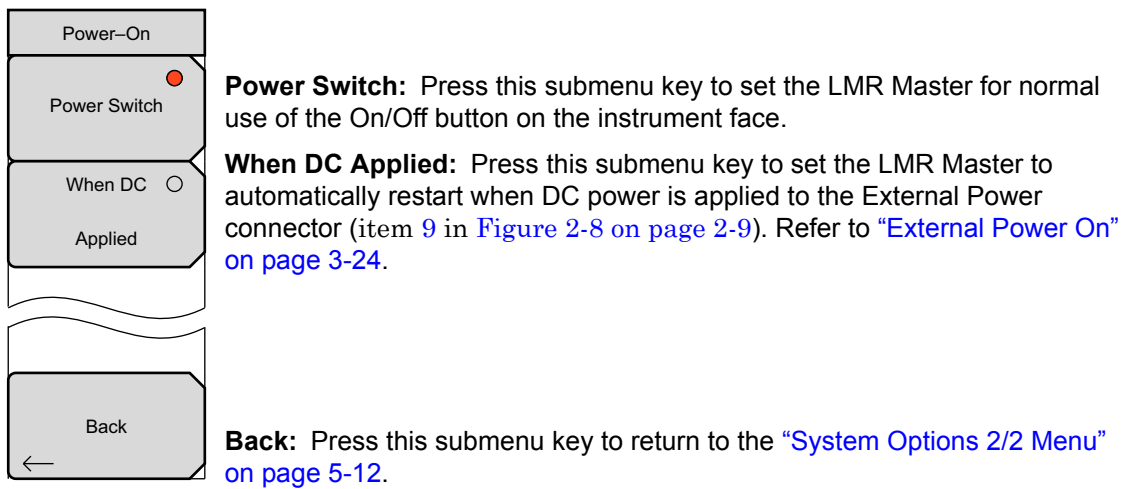 Power–On
Power Switch
When DC
Applied
Back
Power Switch: Press this submenu key to set the LMR Master for normal
use of the On/Off button on the instrument face.
When DC Applied: Press this submenu key to set the LMR Master to
automatically restart when DC power is applied to the External Power
connector (item 9 in Figure 2-8 on page 2-9). Refer to “External Power On”
on page 3-24.
Back: Press this submenu key to return to the “System Options 2/2 Menu”
on page 5-12.